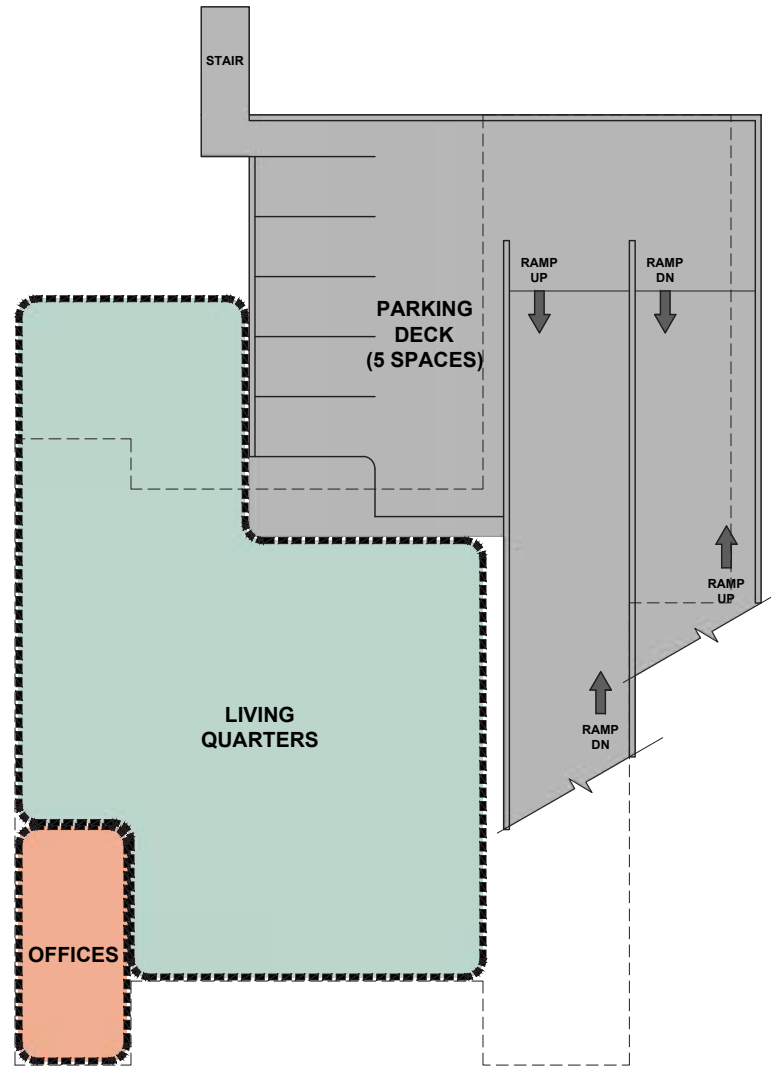 STAIR
RAMP
UP
RAMP
DN
PARKING
DECK
(5 SPACES)
RAMP
UP
LIVING
QUARTERS
RAMP
DN
OFFICES